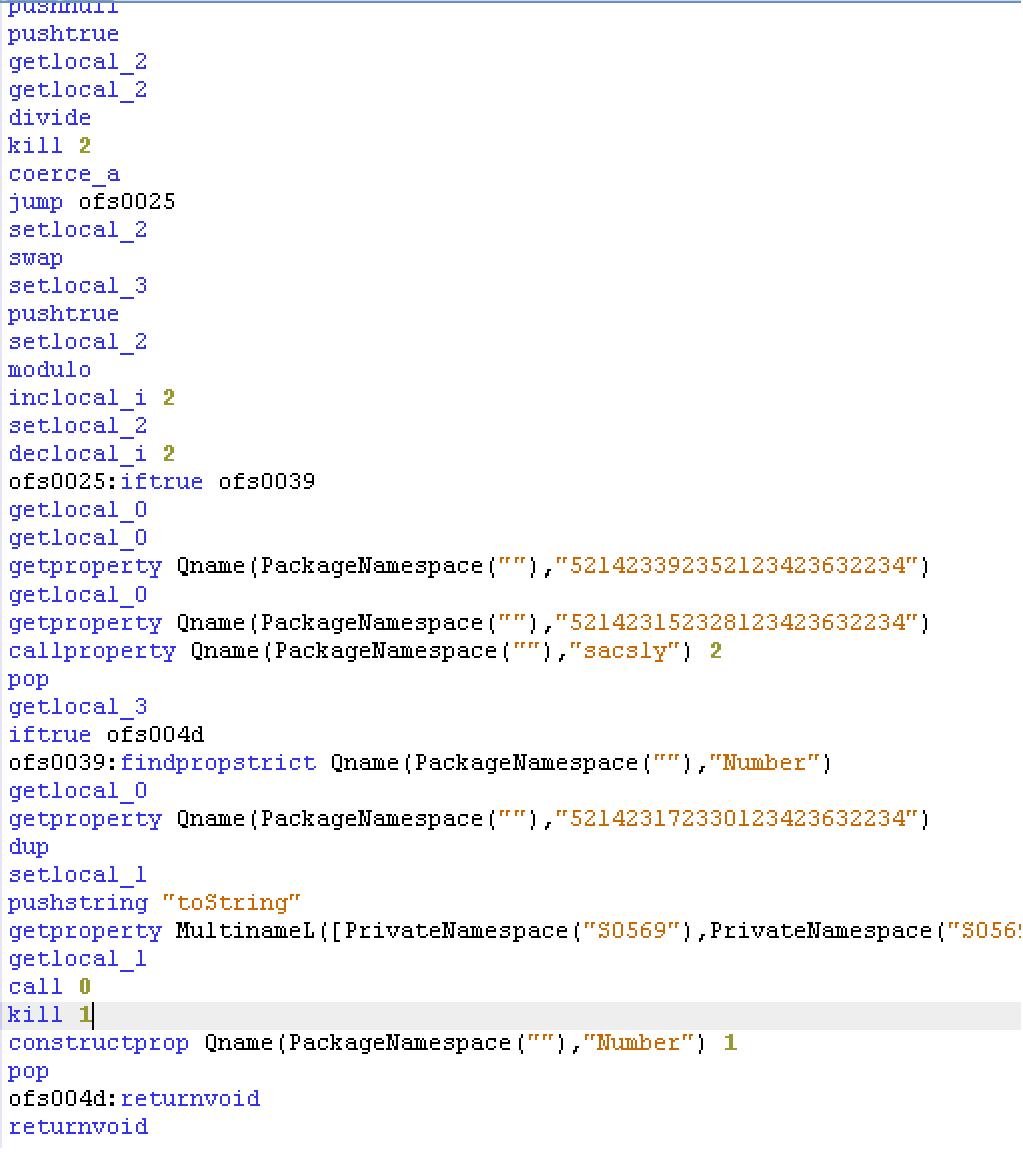 pushnull
pushtrue
getlocal_2
getlocal_2
divide
kill 2
coerce_a
jump ofs0025
setlocal_2
swap
setlocal_3
pushtrue
setlocal_2
modulo
inclocal_i 2
setlocal_2
declocal_i 2
ofs0025:iftrue ofs0039
getlocal_0
getlocal_0
getproperty Qname(PackageNamespace(""),"521423392352123423632234")
getlocal_0
getproperty Qname(PackageNamespace(""),"521423152328123423632234")
callproperty Qname(PackageNamespace(""),"sacsly") 2
pop
getlocal_3
iftrue ofs004d
ofs0039:findpropstrict Qname(PackageNamespace(""),"Number")
getlocal_0
getproperty Qname(PackageNamespace(""),"521423172330123423632234")
dup
setlocal_1
pushstring "toString"
getproperty MultinameL([PrivateNamespace("S0569"),PrivateNamespace("S056
getlocal_1
call 0
kill 1
constructprop Qname(PackageNamespace(""),"Number") 1
pop
ofs004d:returnvoid
returnvoid